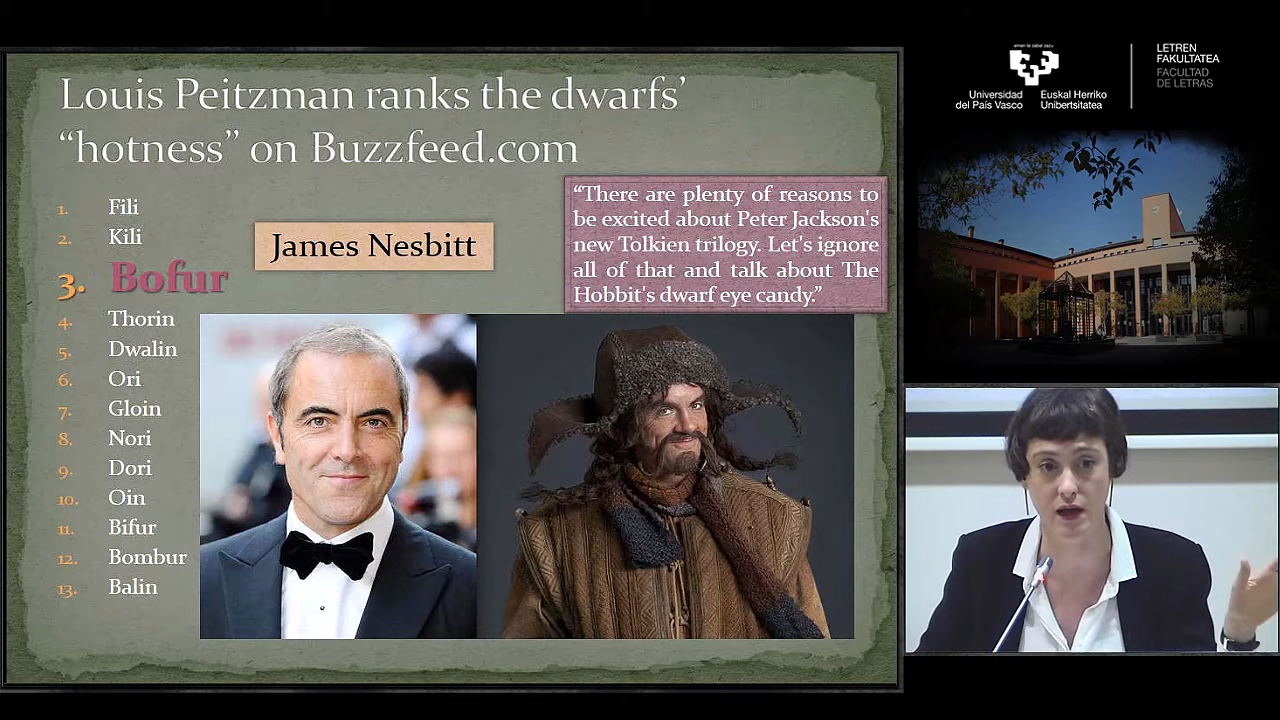 Louis Peitzman ranks the dwarfs’
“hotness” on Buzzfeed.com
1. Fili
2. Kili
3. Bofur
4. Thorin
5. Dwalin
6. Ori
7. Gloin
8. Nori
9. Dori
10. Oin
11. Bifur
12. Bombur
13. Balin
James Nesbitt
“There are plenty of reasons to
be excited about Peter Jackson's
new Tolkien trilogy. Let's ignore
all of that and talk about The
Hobbit's dwarf eye candy.”
eman ta zabal zazu
Universidad
del País Vasco
Euskal Herriko
Unibertsitatea
LETREN
FAKULTATEA
FACULTAD
DE LETRAS